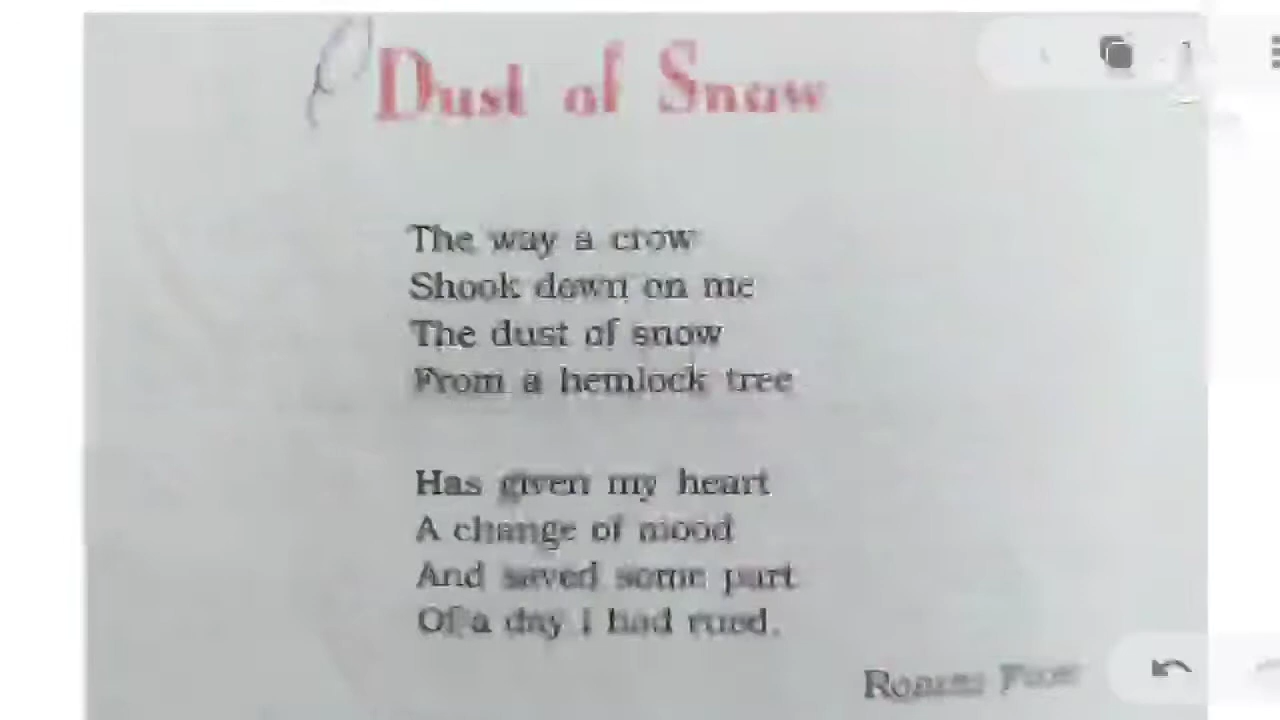 Dust of Snow
The way a crow
Shook down on me
The dust of snow
From a hemlock tree
Has given my heart
A change of mood
And saved some part
Of a day I had rued.